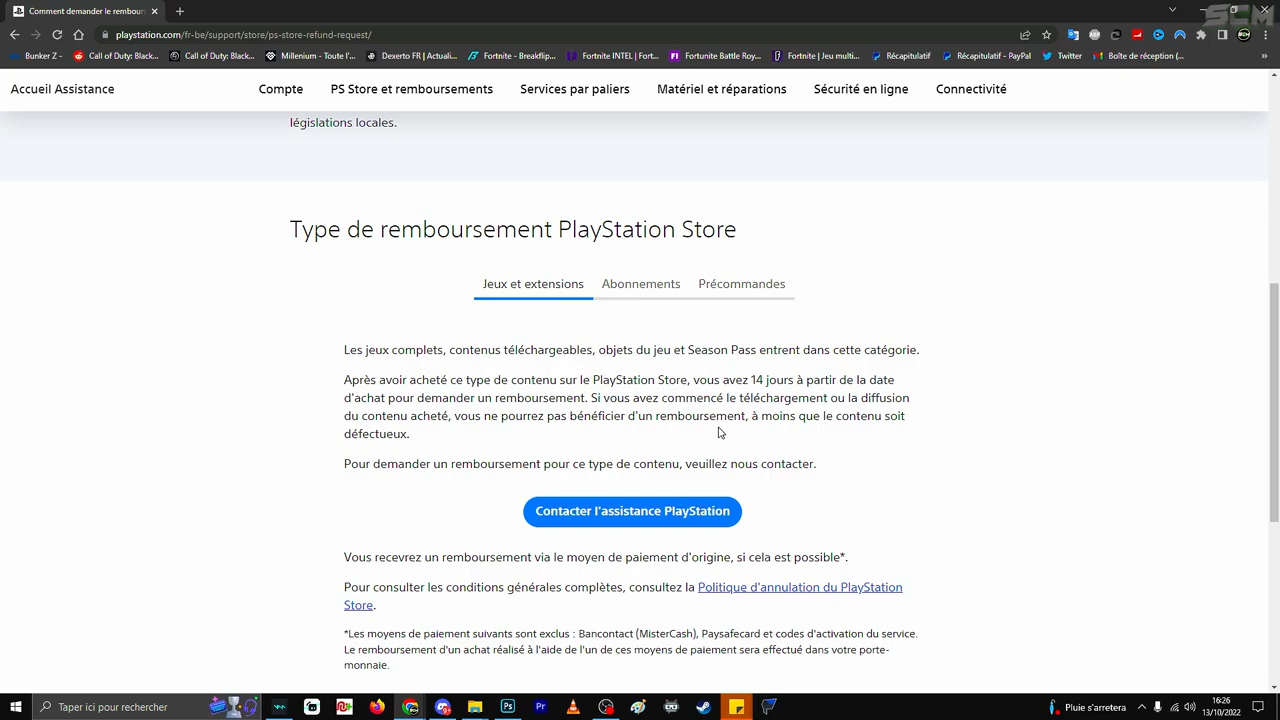 Comment demander le rembour
SCM
playstation.com/fr-be/support/store/ps-store-refund-request/
Bunker Z -
Call of Duty: Black...
Call of Duty: Black...
Millenium - Toute l'...
Dexerto FR | Actuali...
Fortnite - Breakflip...
Fortnite INTEL | Fort...
Fortunite Battle Roy...
Fortnite | Jeu multi...
Récapitulatif
Récapitulatif - PayPal
Twitter
Boîte de réception (...
»
Accueil Assistance
Compte
PS Store et remboursements
Services par paliers
Matériel et réparations
Sécurité en ligne
Connectivité
législations locales.
Type de remboursement PlayStation Store
Jeux et extensions
Abonnements
Précommandes
Les jeux complets, contenus téléchargeables, objets du jeu et Season Pass entrent dans cette catégorie.
Après avoir acheté ce type de contenu sur le PlayStation Store, vous avez 14 jours à partir de la date
d'achat pour demander un remboursement. Si vous avez commencé le téléchargement ou la diffusion
du contenu acheté, vous ne pourrez pas bénéficier d'un remboursement, à moins que le contenu soit
défectueux.
Pour demander un remboursement pour ce type de contenu, veuillez nous contacter.
Contacter l'assistance PlayStation
Vous recevrez un remboursement via le moyen de paiement d'origine, si cela est possible*.
Pour consulter les conditions générales complètes, consultez la Politique d'annulation du PlayStation
Store.
*Les moyens de paiement suivants sont exclus : Bancontact (MisterCash), Paysafecard et codes d'activation du service.
Le remboursement d'un achat réalisé à l'aide de l'un de ces moyens de paiement sera effectué dans votre porte-
monnaie.
Taper ici pour rechercher
Ps
Pr
Pluie s'arretera
16:26
13/10/2022